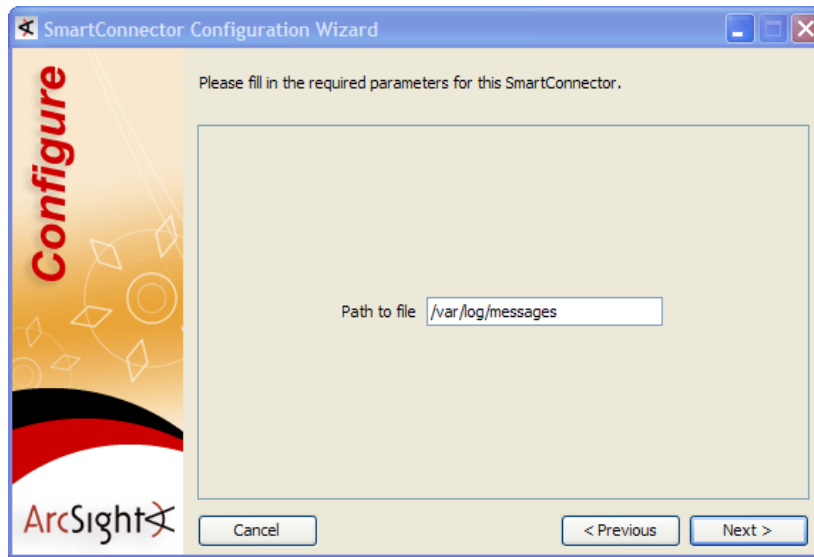 SmartConnector Configuration Wizard
Configure
Please fill in the required parameters for this SmartConnector.
Path to file /var/log/messages
ArcSight
Cancel < Previous Next >